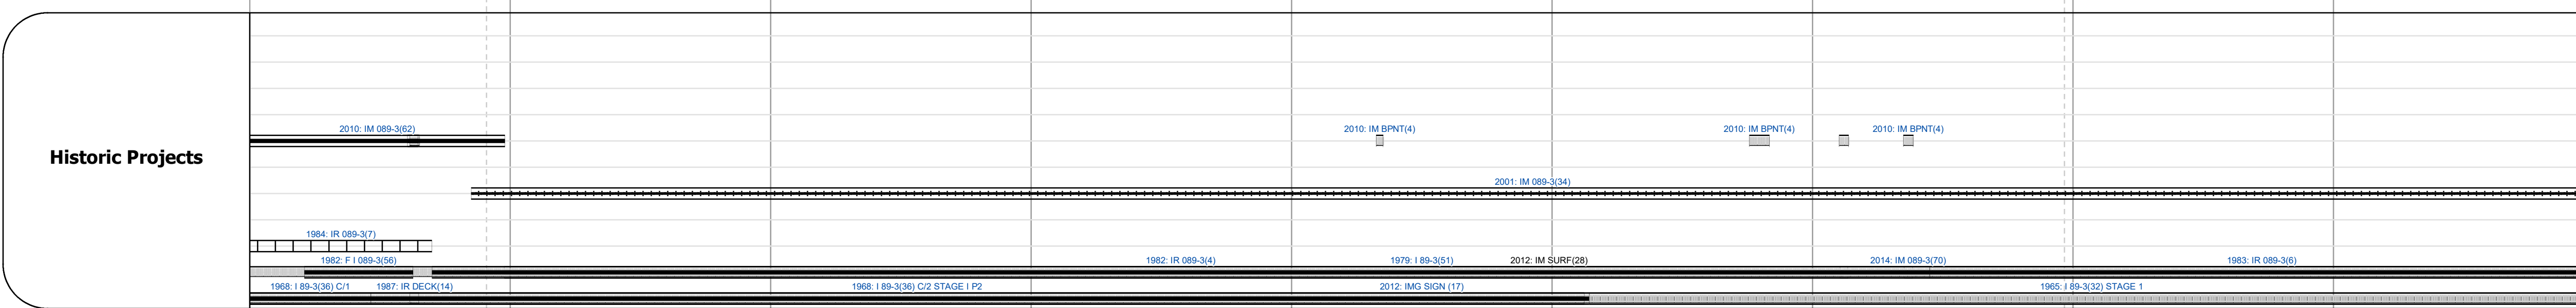 2010: IM 089-3(62)
2010: IM BPNT(4)
2010: IM BPNT(4)
2010: IM BPNT(4)
Historic Projects
2001: IM 089-3(34)
1984: IR 089-3(7)
1982: F I 089-3(56)
1982: IR 089-3(4)
1979: I 89-3(51)
2012: IM SURF(28)
2014: IM 089-3(70)
1983: IR 089-3(6)
1968: I 89-3(36) C/1
1987: IR DECK(14)
1968: I 89-3(36) C/2 STAGE I P2
2012: IMG SIGN (17)
1965: I 89-3(32) STAGE 1